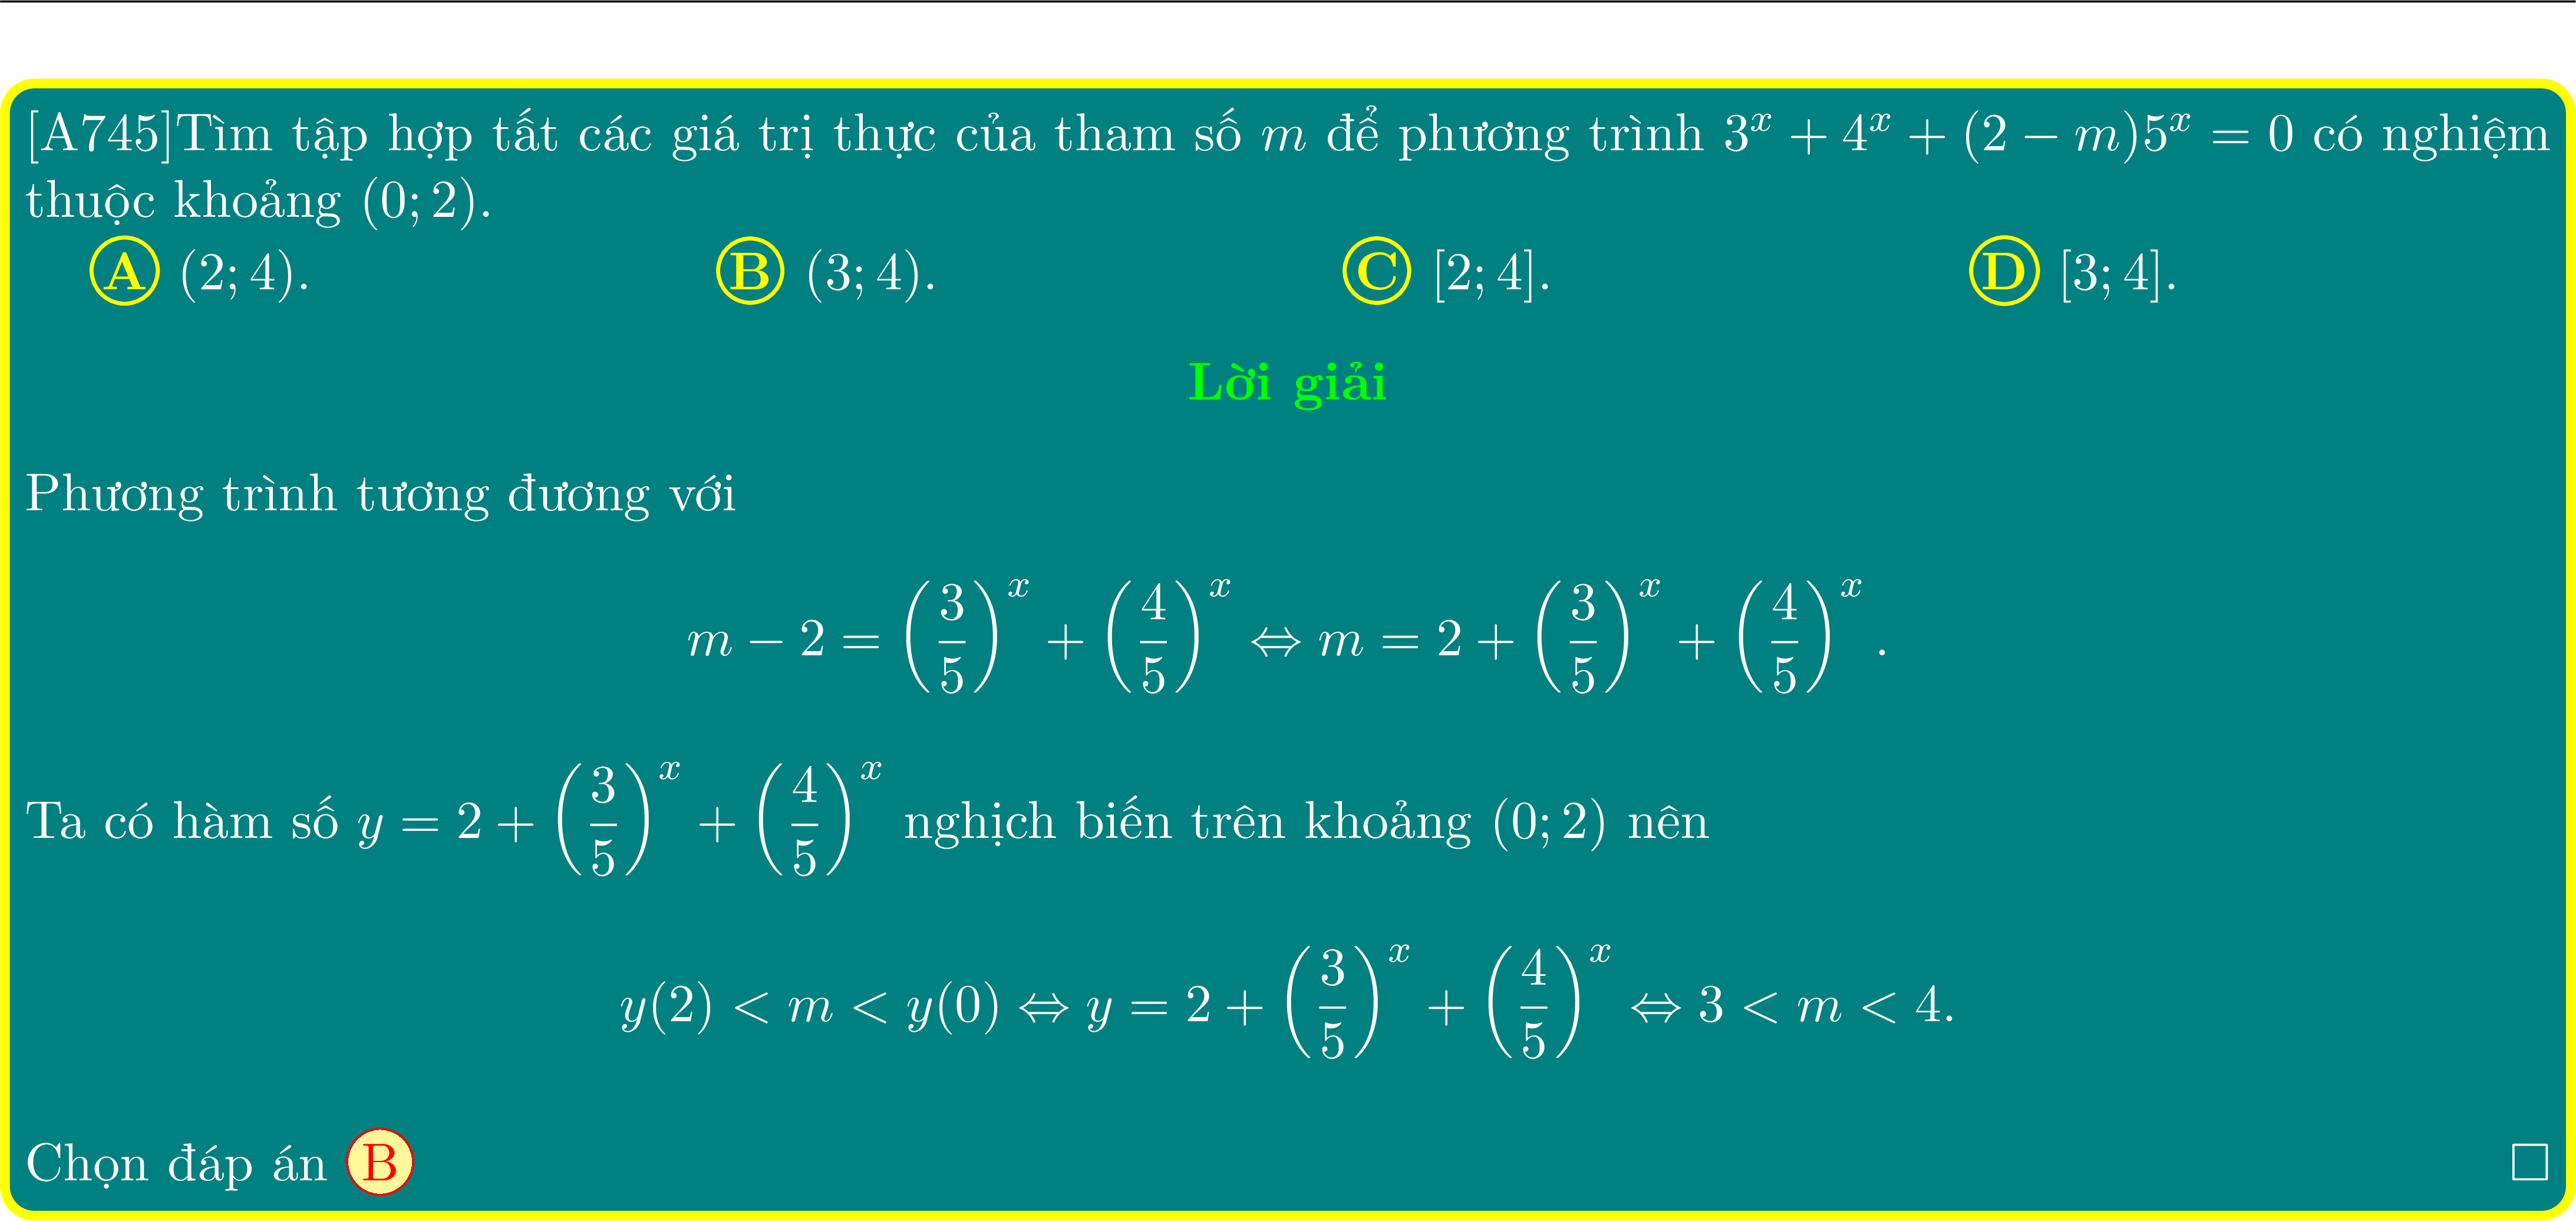 [A745]Tìm tập hợp tất các giá trị thực của tham số $m$ để phương trình $3^x + 4^x + (2 - m)5^x = 0$ có nghiệm
thuộc khoảng $(0; 2)$.
A $(2; 4)$. B $(3; 4)$. C $[2; 4]$. D $[3; 4]$.
Lời giải
Phương trình tương đương với
$m - 2 = \left(\frac{3}{5}\right)^x + \left(\frac{4}{5}\right)^x \Leftrightarrow m = 2 + \left(\frac{3}{5}\right)^x + \left(\frac{4}{5}\right)^x.$
Ta có hàm số $y = 2 + \left(\frac{3}{5}\right)^x + \left(\frac{4}{5}\right)^x$ nghịch biến trên khoảng $(0; 2)$ nên
$y(2) < m < y(0) \Leftrightarrow y = 2 + \left(\frac{3}{5}\right)^x + \left(\frac{4}{5}\right)^x \Leftrightarrow 3 < m < 4.$
Chọn đáp án B □